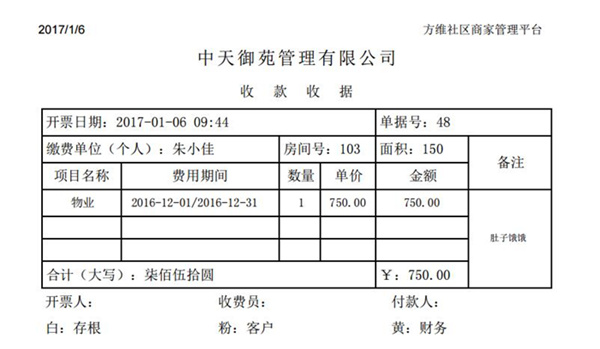 2017/1/6 方维社区商家管理平台
中天御苑管理有限公司
收 款 收 据
开票日期：2017-01-06 09:44 单据号：48
缴费单位（个人）：朱小佳 房间号：103 面积：150 备注
项目名称 费用期间 数量 单价 金额
物业 2016-12-01/2016-12-31 1 750.00 750.00
肚子饿饿
合计（大写）：柒佰伍拾圆 ￥：750.00
开票人： 收费员： 付款人：
白：存根 粉：客户 黄：财务